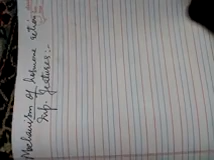 Mechanism of hormone action
Imp. features:-